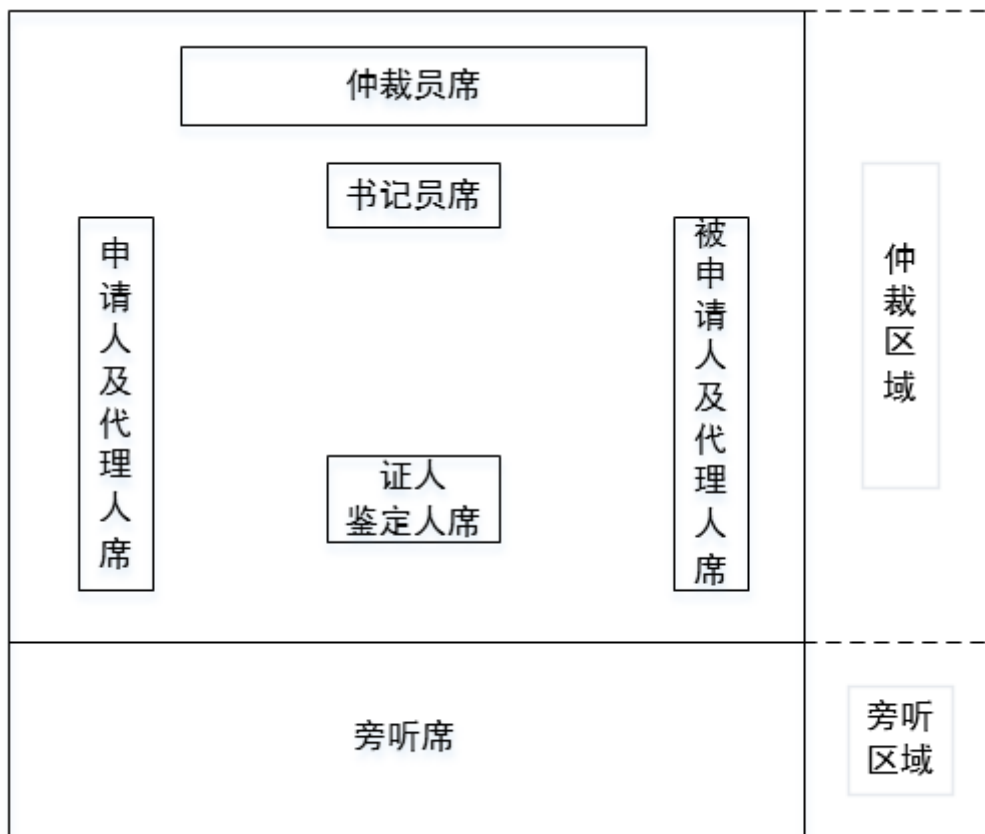 仲裁员席
书记员席
申请人及代理人席
被申请人及代理人席
仲裁区域
证人
鉴定人席
旁听席
旁听
区域